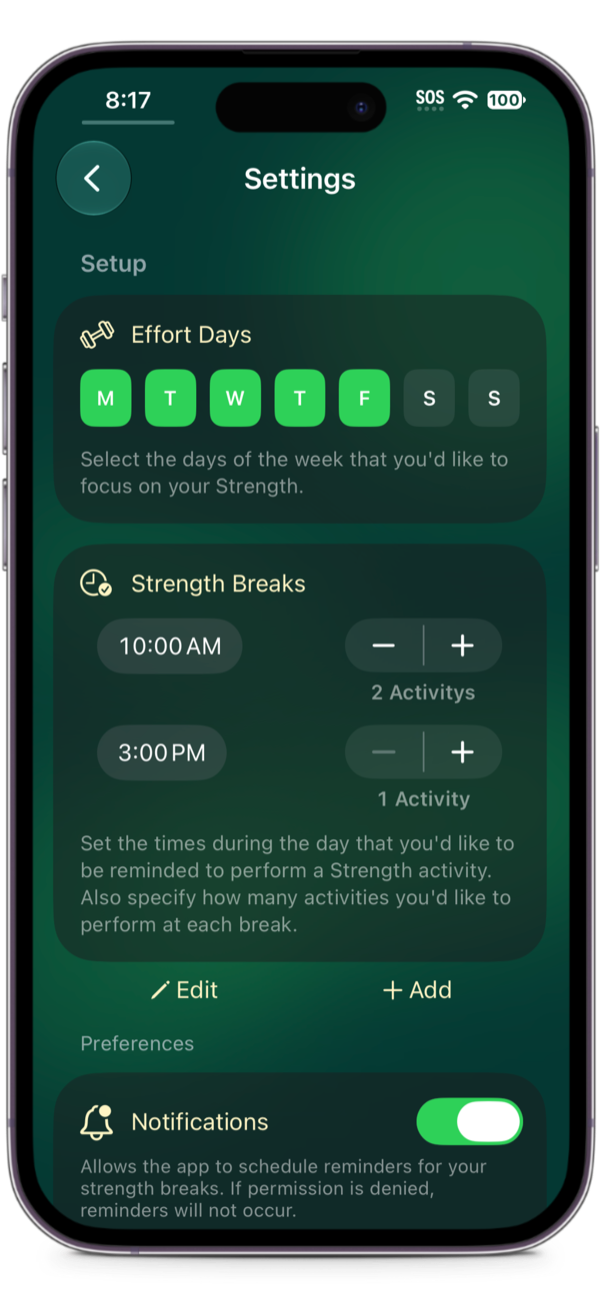 8:17 SOS 100
Settings
Setup
Effort Days
M T W T F S S
Select the days of the week that you'd like to
focus on your Strength.
Strength Breaks
10:00 AM
2 Activitys
3:00 PM
1 Activity
Set the times during the day that you'd like to
be reminded to perform a Strength activity.
Also specify how many activities you'd like to
perform at each break.
Edit + Add
Preferences
Notifications
Allows the app to schedule reminders for your
strength breaks. If permission is denied,
reminders will not occur.